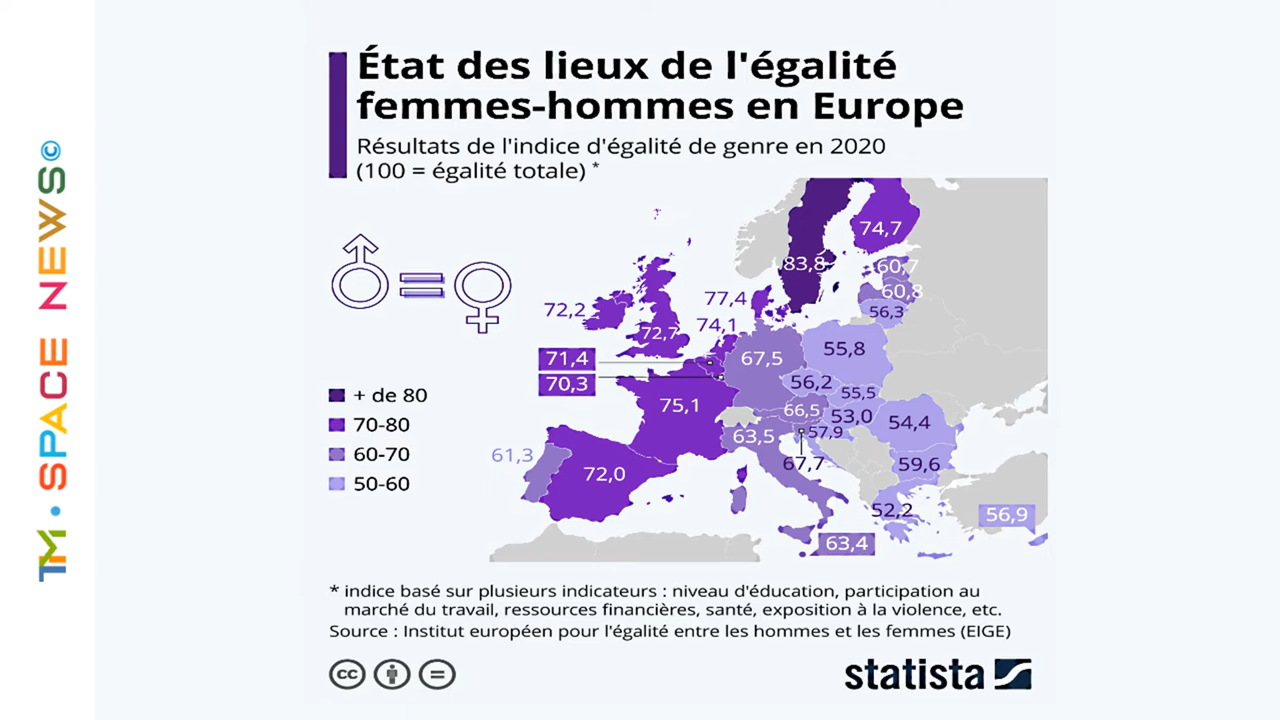 TM • SPACE NEWS©
État des lieux de l'égalité
femmes-hommes en Europe
Résultats de l'indice d'égalité de genre en 2020
(100 = égalité totale) *
74,7
83,8
60,7
60,8
56,3
77,4
72,2
74,1
72,7
71,4
70,3
67,5
55,8
56,2
55,5
75,1
66,5
53,0
54,4
63,5
57,9
67,7
59,6
61,3
72,0
52,2
56,9
63,4
+ de 80
70-80
60-70
50-60
* indice basé sur plusieurs indicateurs : niveau d'éducation, participation au
marché du travail, ressources financières, santé, exposition à la violence, etc.
Source : Institut européen pour l'égalité entre les hommes et les femmes (EIGE)
cc
statista